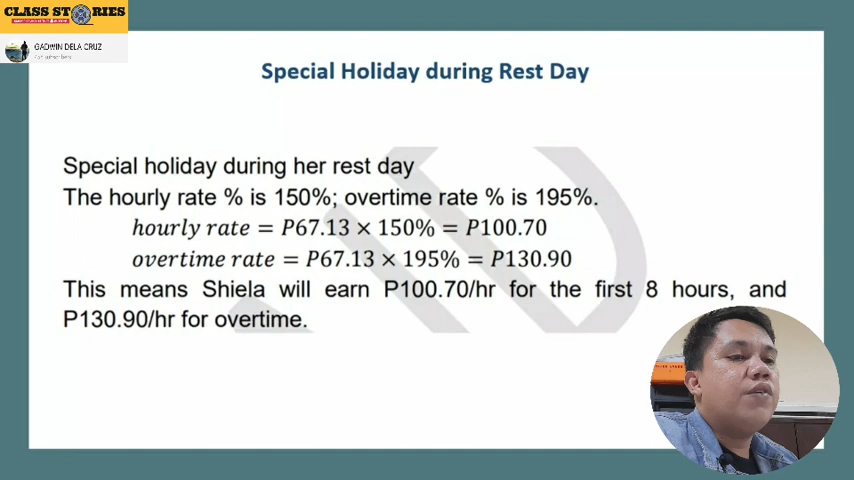 CLASS STORIES
GADWIN DELA CRUZ
Special Holiday during Rest Day
Special holiday during her rest day
The hourly rate % is 150%; overtime rate % is 195%.
hourly rate = P67.13 × 150% = P100.70
overtime rate = P67.13 × 195% = P130.90
This means Shiela will earn P100.70/hr for the first 8 hours, and
P130.90/hr for overtime.